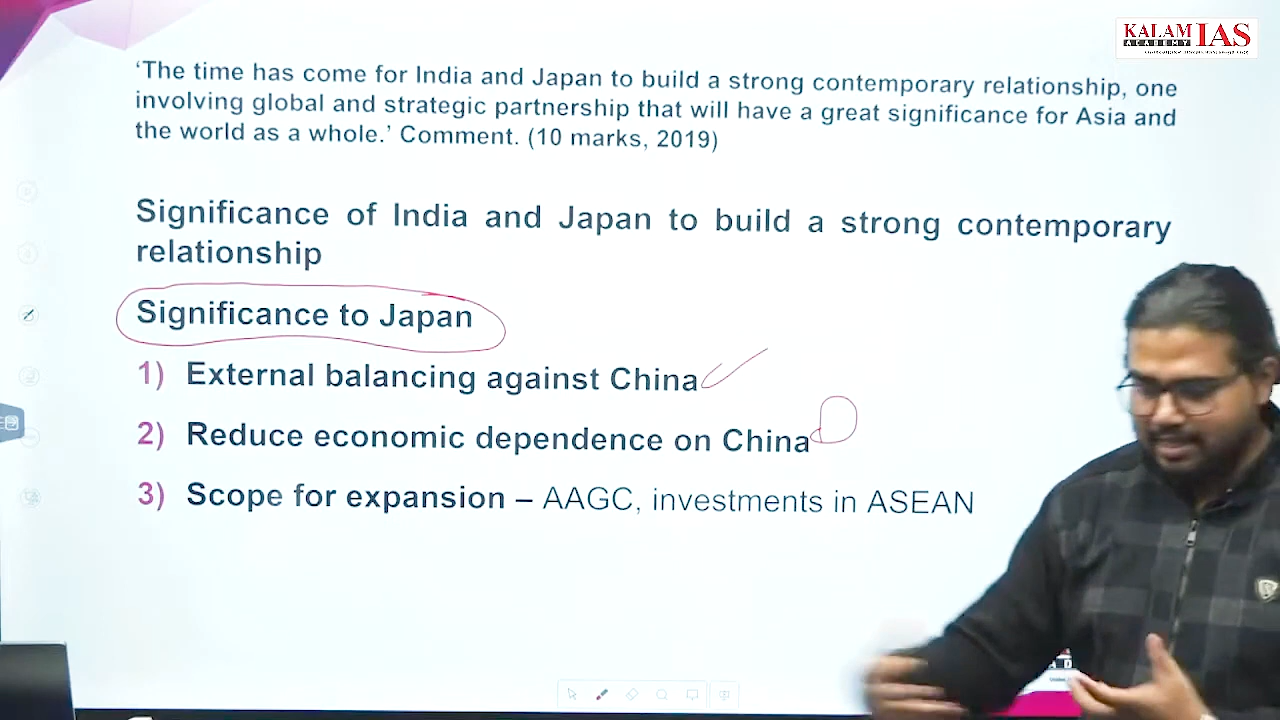 KALAM IAS
ACADEMY
‘The time has come for India and Japan to build a strong contemporary relationship, one
involving global and strategic partnership that will have a great significance for Asia and
the world as a whole.’ Comment. (10 marks, 2019)
Significance of India and Japan to build a strong contemporary
relationship
Significance to Japan
1) External balancing against China
2) Reduce economic dependence on China
3) Scope for expansion – AAGC, investments in ASEAN